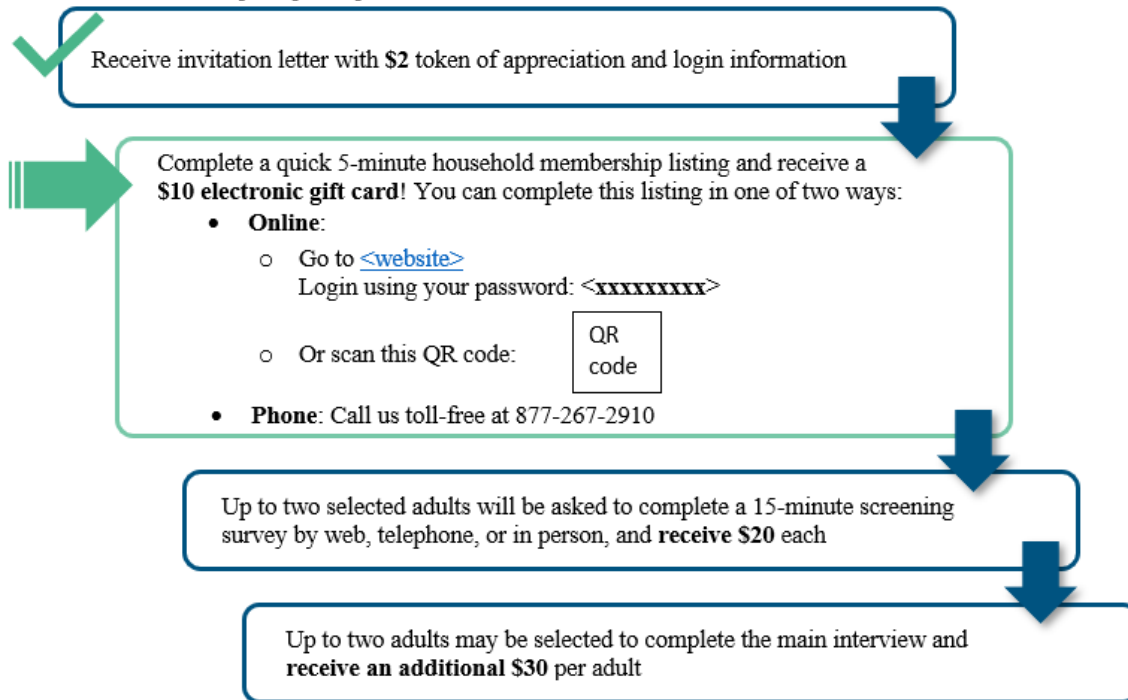 Receive invitation letter with $2 token of appreciation and login information
Complete a quick 5-minute household membership listing and receive a
$10 electronic gift card! You can complete this listing in one of two ways:
• Online:
o Go to <website>
Login using your password: <xxxxxxxxx>
o Or scan this QR code:
QR
code
• Phone: Call us toll-free at 877-267-2910
Up to two selected adults will be asked to complete a 15-minute screening
survey by web, telephone, or in person, and receive $20 each
Up to two adults may be selected to complete the main interview and
receive an additional $30 per adult